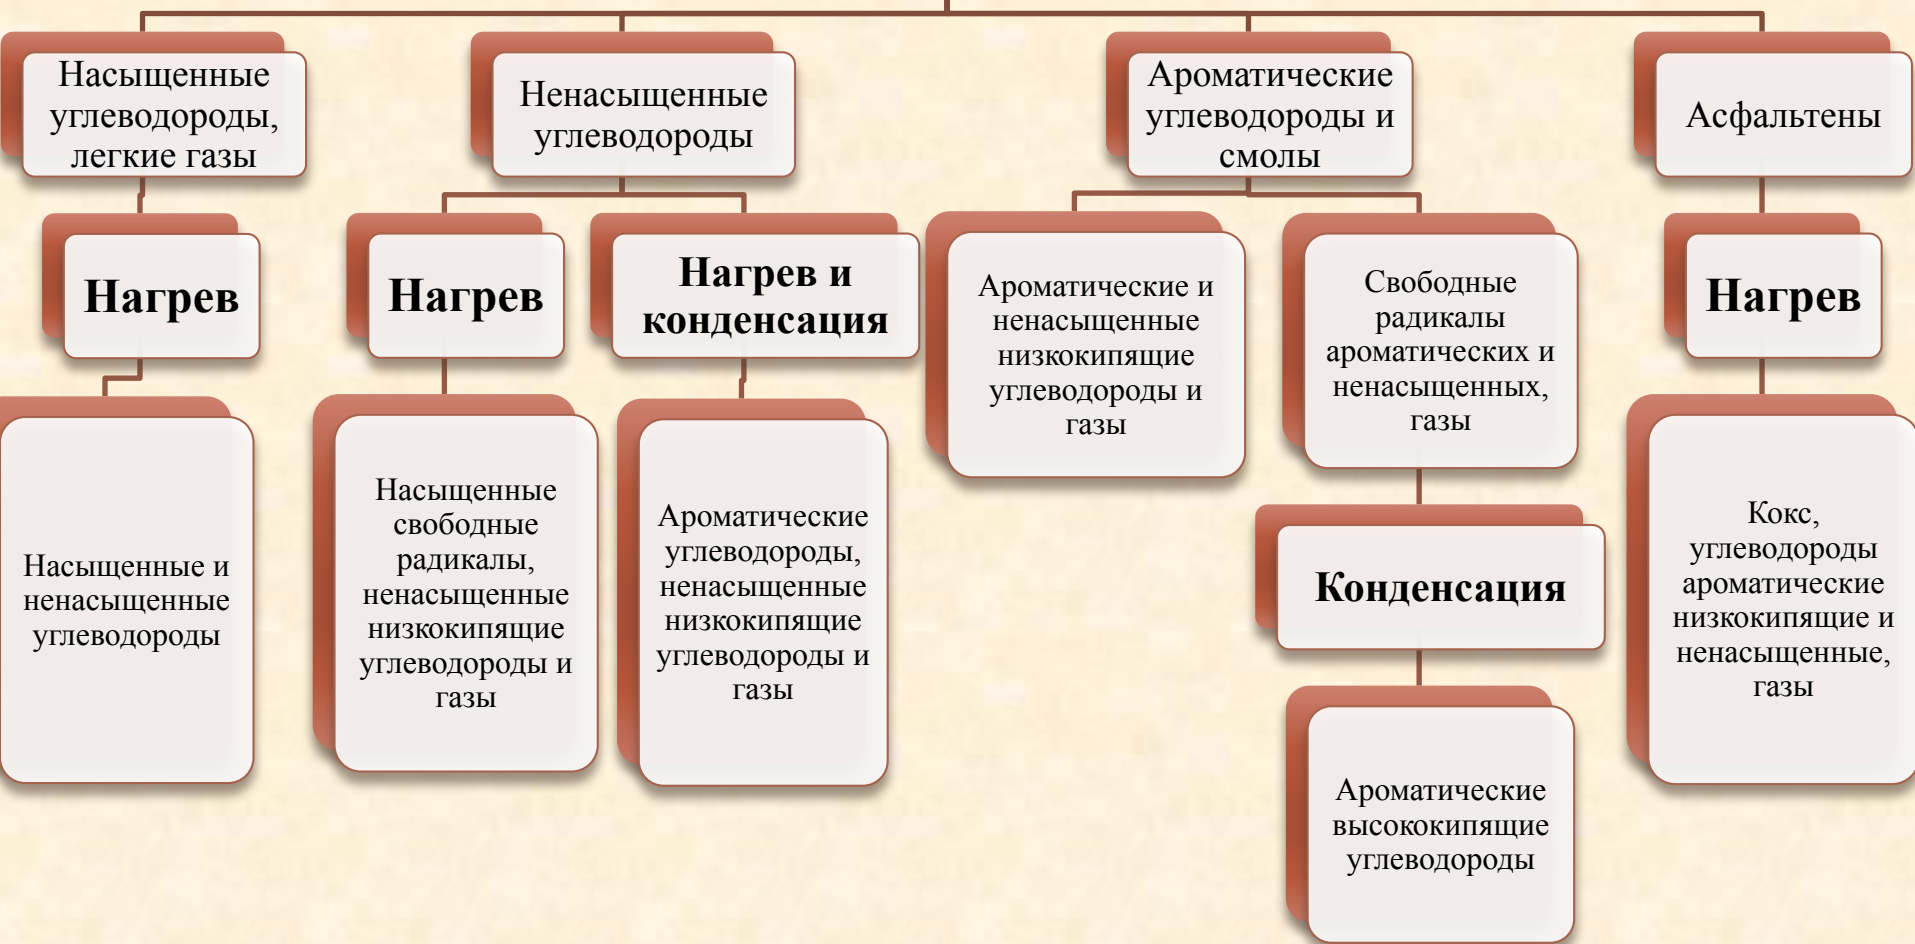 Насыщенные
углеводороды,
легкие газы
Ненасыщенные
углеводороды
Ароматические
углеводороды и
смолы
Асфальтены
Нагрев
Нагрев
Нагрев и
конденсация
Ароматические и
ненасыщенные
низкокипящие
углеводороды и
газы
Свободные
радикалы
ароматических и
ненасыщенных,
газы
Нагрев
Насыщенные и
ненасыщенные
углеводороды
Насыщенные
свободные
радикалы,
ненасыщенные
низкокипящие
углеводороды и
газы
Ароматические
углеводороды,
ненасыщенные
низкокипящие
углеводороды и
газы
Конденсация
Ароматические
высококипящие
углеводороды
Кокс,
углеводороды
ароматические
низкокипящие и
ненасыщенные,
газы